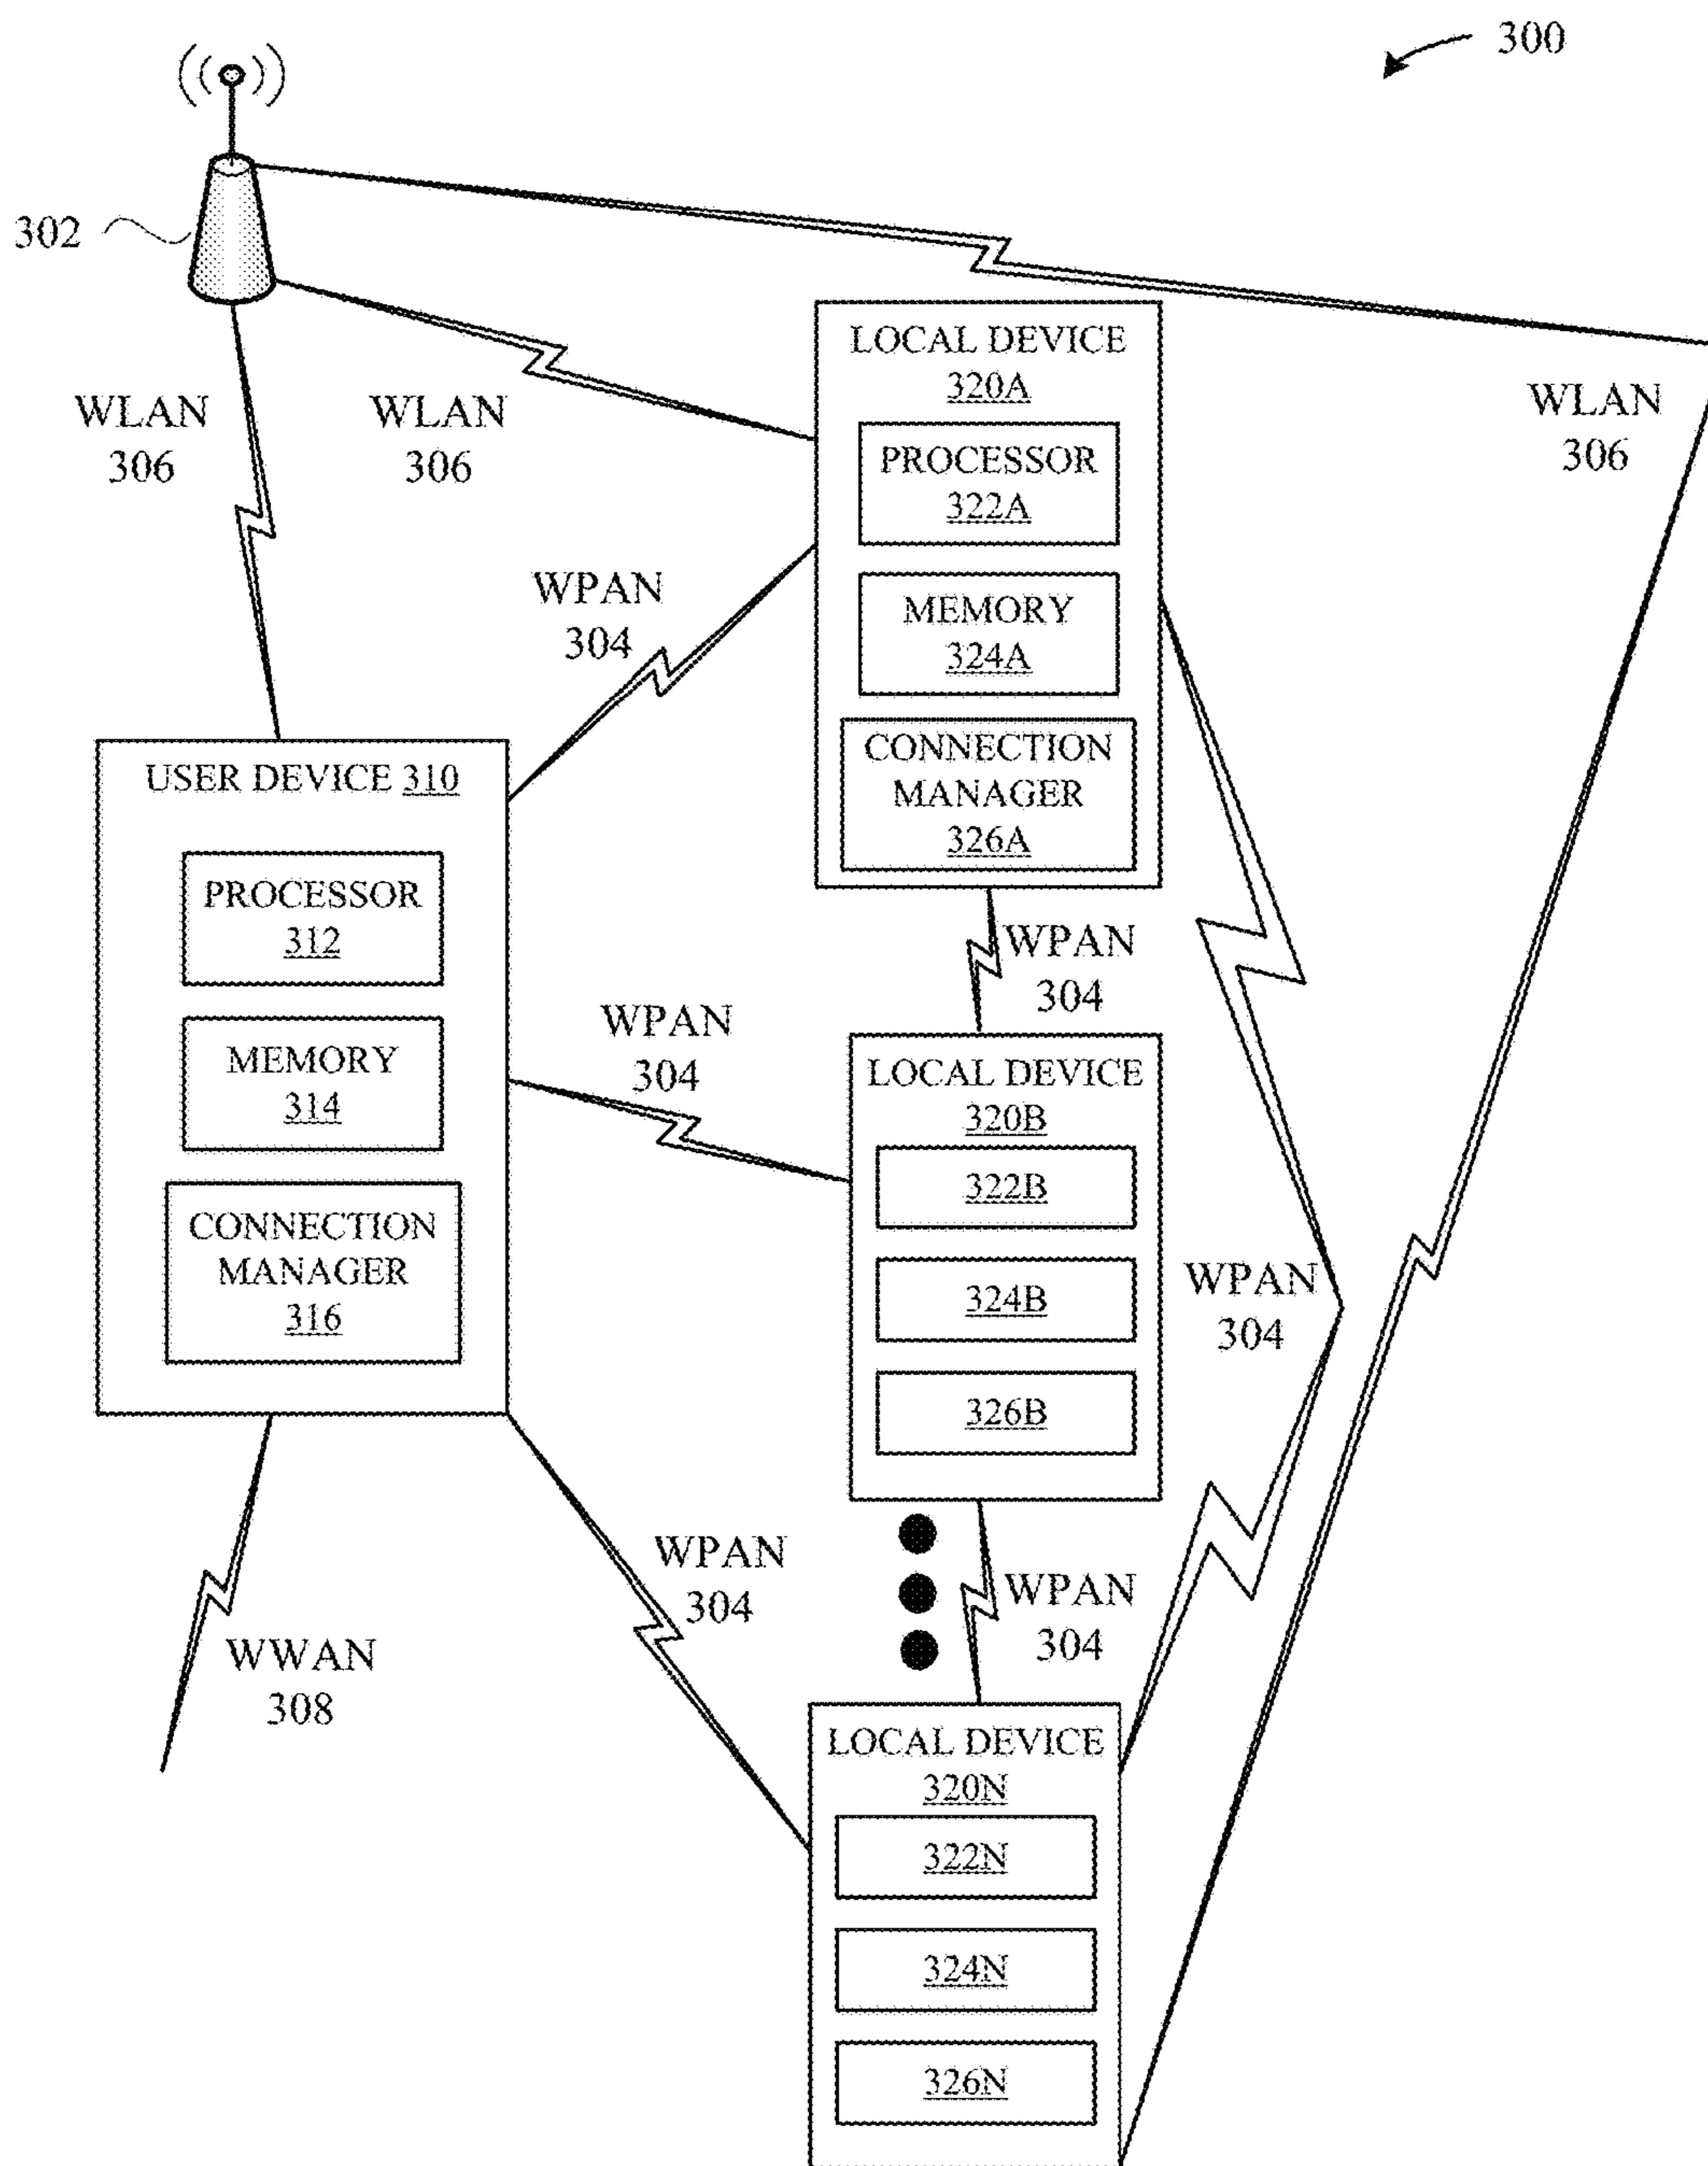 300
302
WLAN
306
WLAN
306
WLAN
306
LOCAL DEVICE
320A
PROCESSOR
322A
MEMORY
324A
CONNECTION
MANAGER
326A
WPAN
304
USER DEVICE 310
PROCESSOR
312
MEMORY
314
CONNECTION
MANAGER
316
WPAN
304
WPAN
304
LOCAL DEVICE
320B
322B
324B
326B
WPAN
304
WPAN
304
WPAN
304
WWAN
308
LOCAL DEVICE
320N
322N
324N
326N